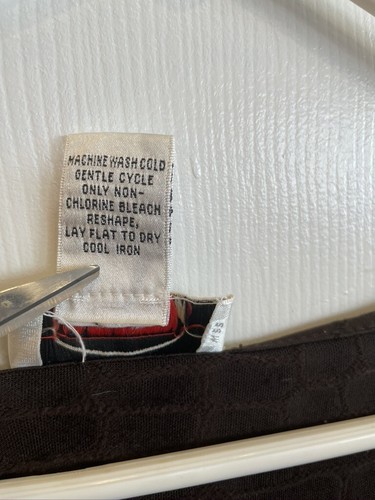 MACHINE WASH COLD
GENTLE CYCLE
ONLY NON-
CHLORINE BLEACH
RESHAPE,
LAY FLAT TO DRY
COOL IRON